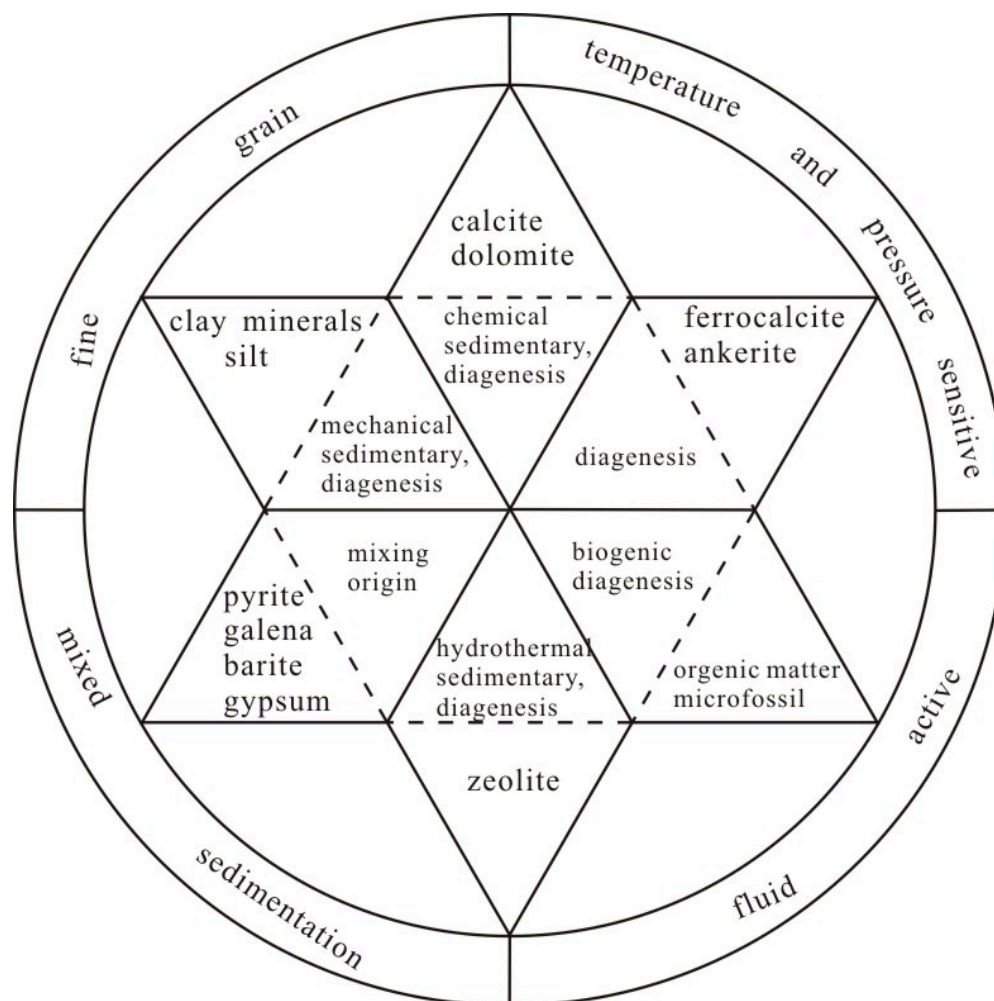 temperature and pressure sensitive
fine grain
calcite
dolomite
clay minerals
silt
chemical
sedimentary,
diagenesis
ferrocalcite
ankerite
mechanical
sedimentary,
diagenesis
diagenesis
mixing
origin
biogenic
diagenesis
pyrite
galena
barite
gypsum
hydrothermal
sedimentary,
diagenesis
orgenic matter
microfossil
zeolite
mixed sedimentation
fluid active